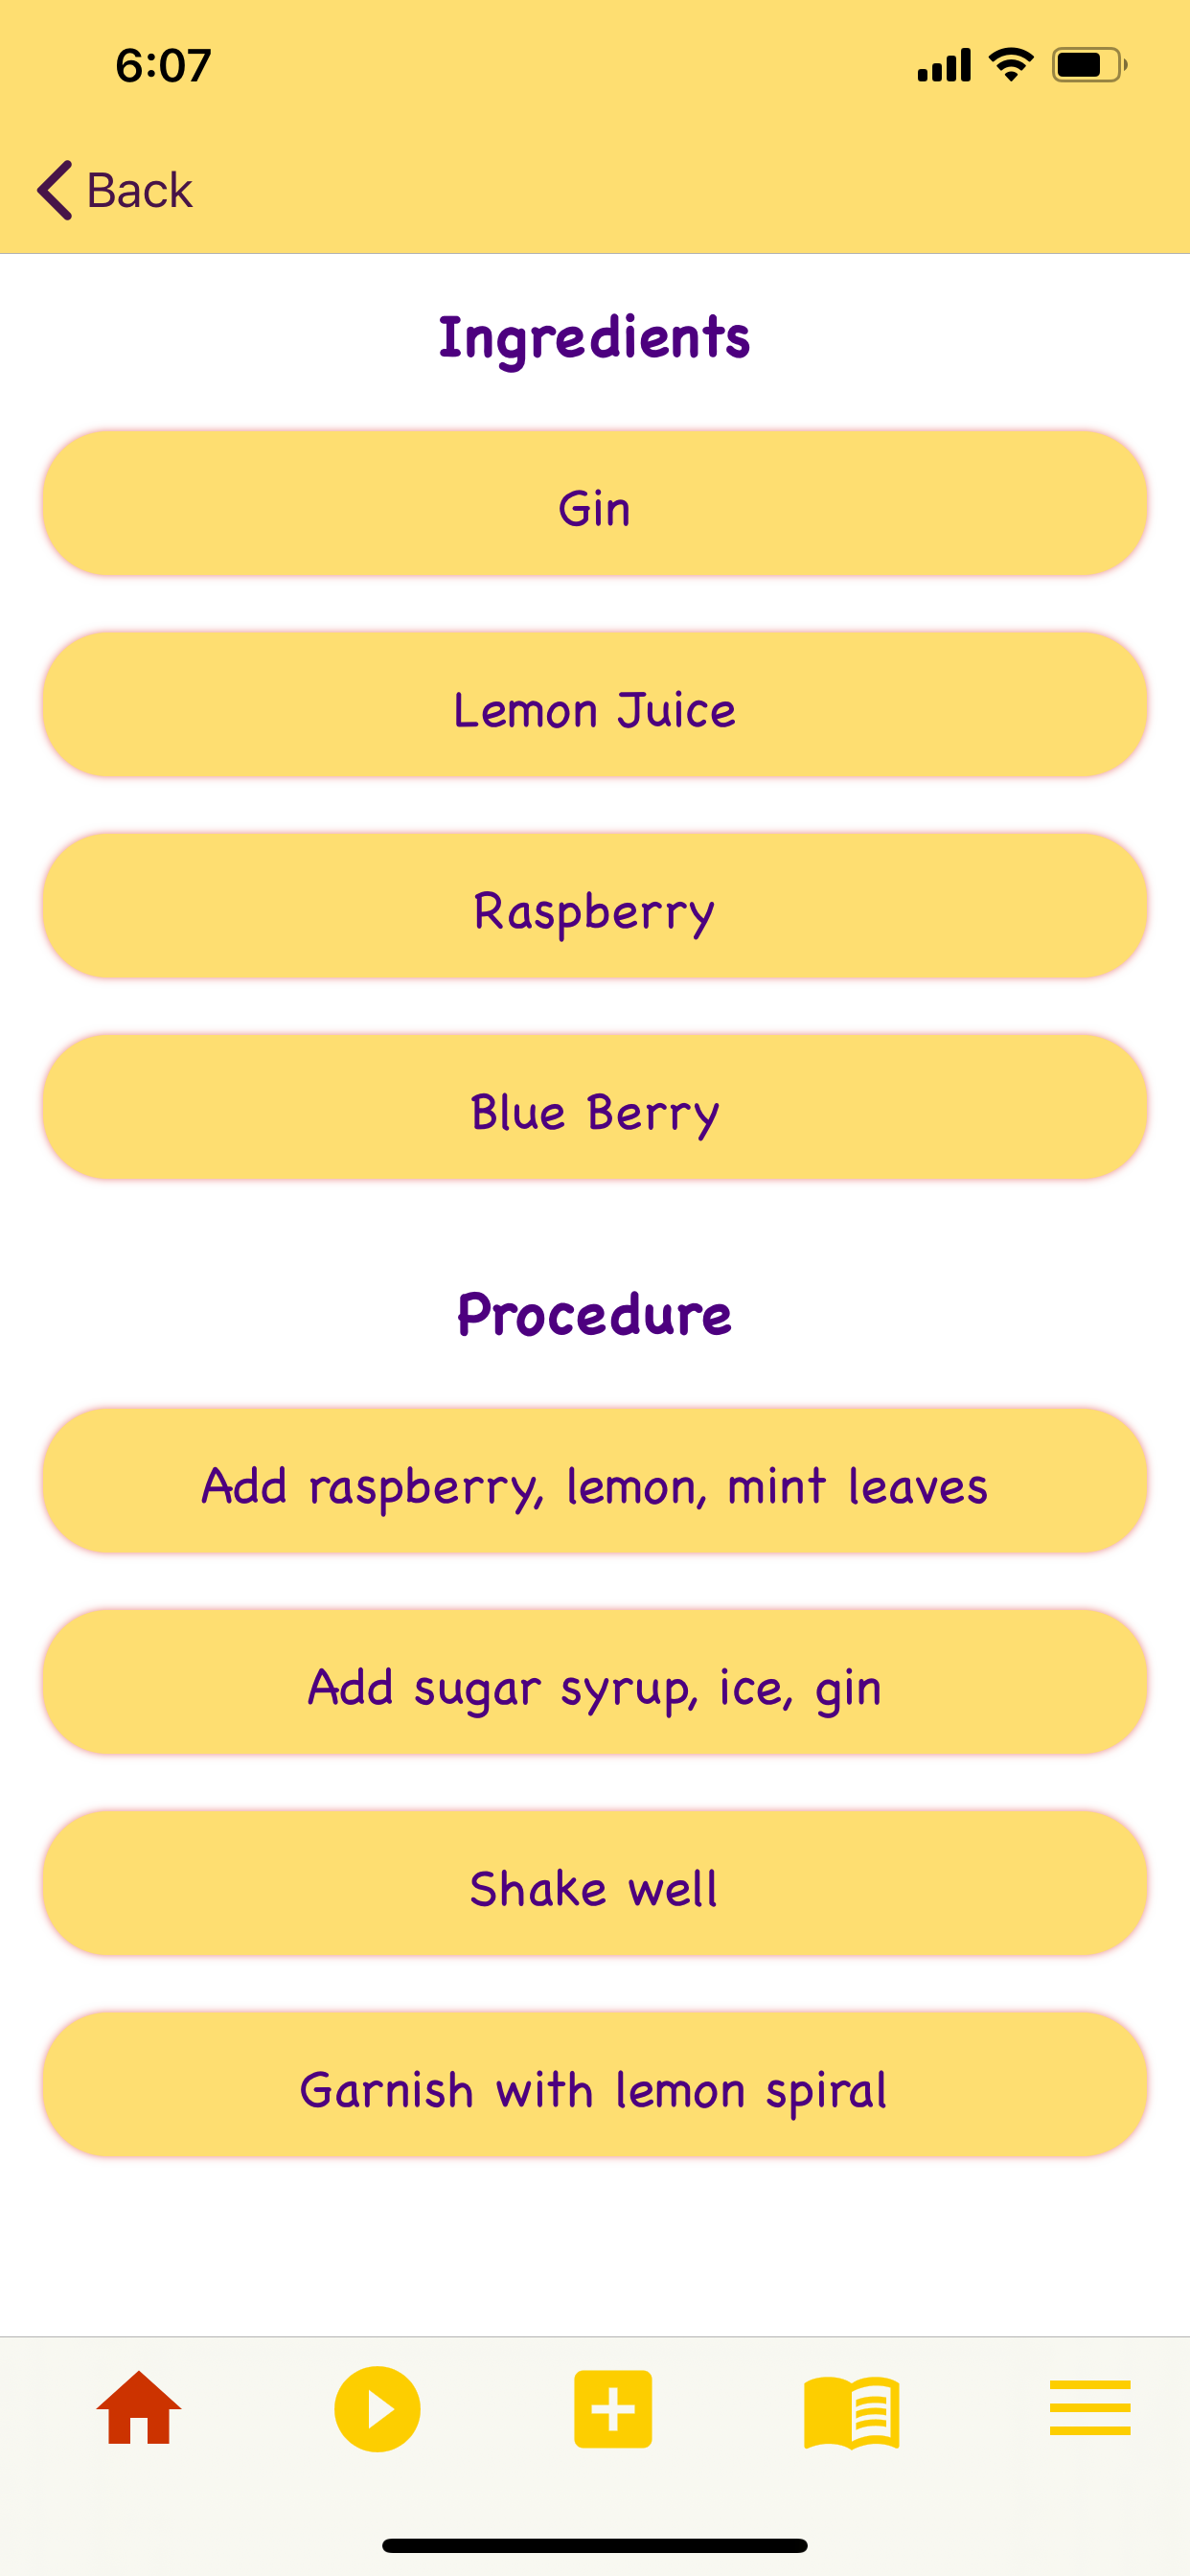 6:07
Back
Ingredients
Gin
Lemon Juice
Raspberry
Blue Berry
Procedure
Add raspberry, lemon, mint leaves
Add sugar syrup, ice, gin
Shake well
Garnish with lemon spiral